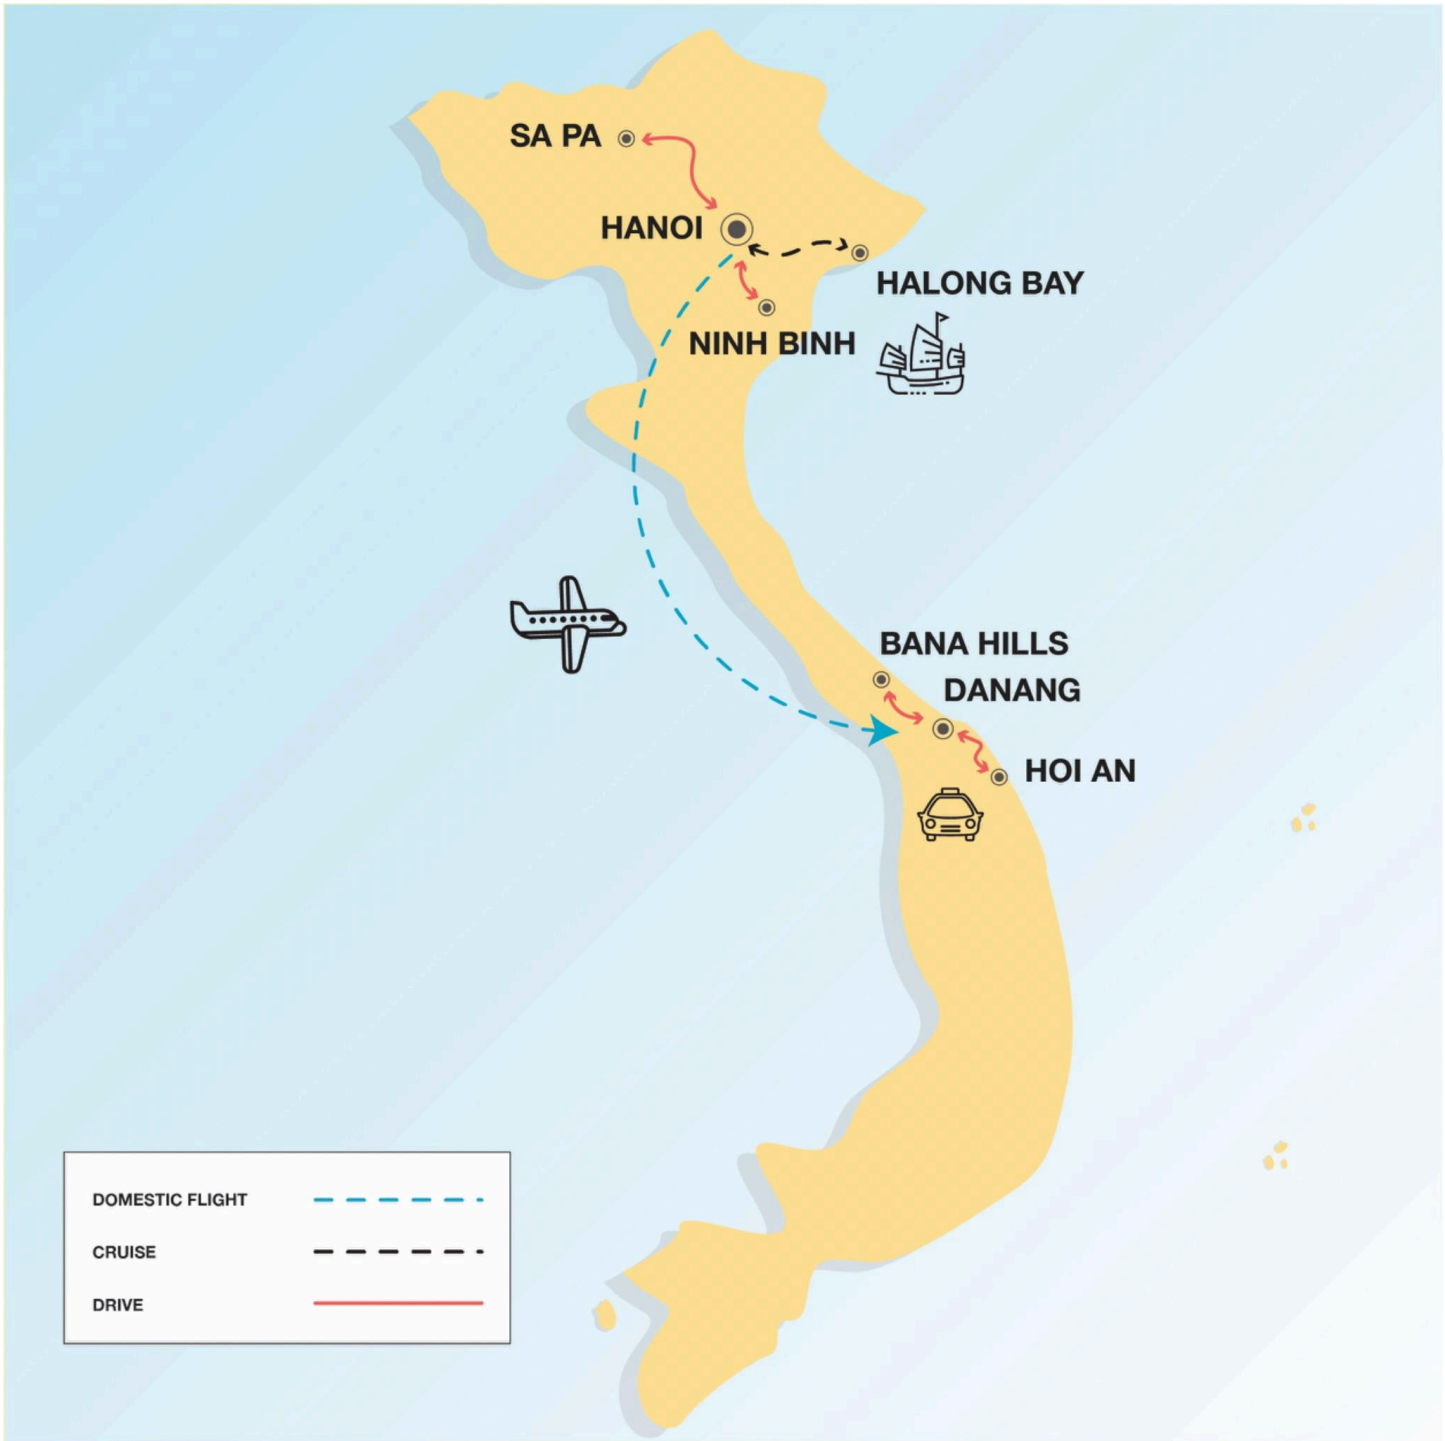 SA PA
HANOI
HALONG BAY
NINH BINH
BANA HILLS
DANANG
HOI AN
DOMESTIC FLIGHT
CRUISE
DRIVE